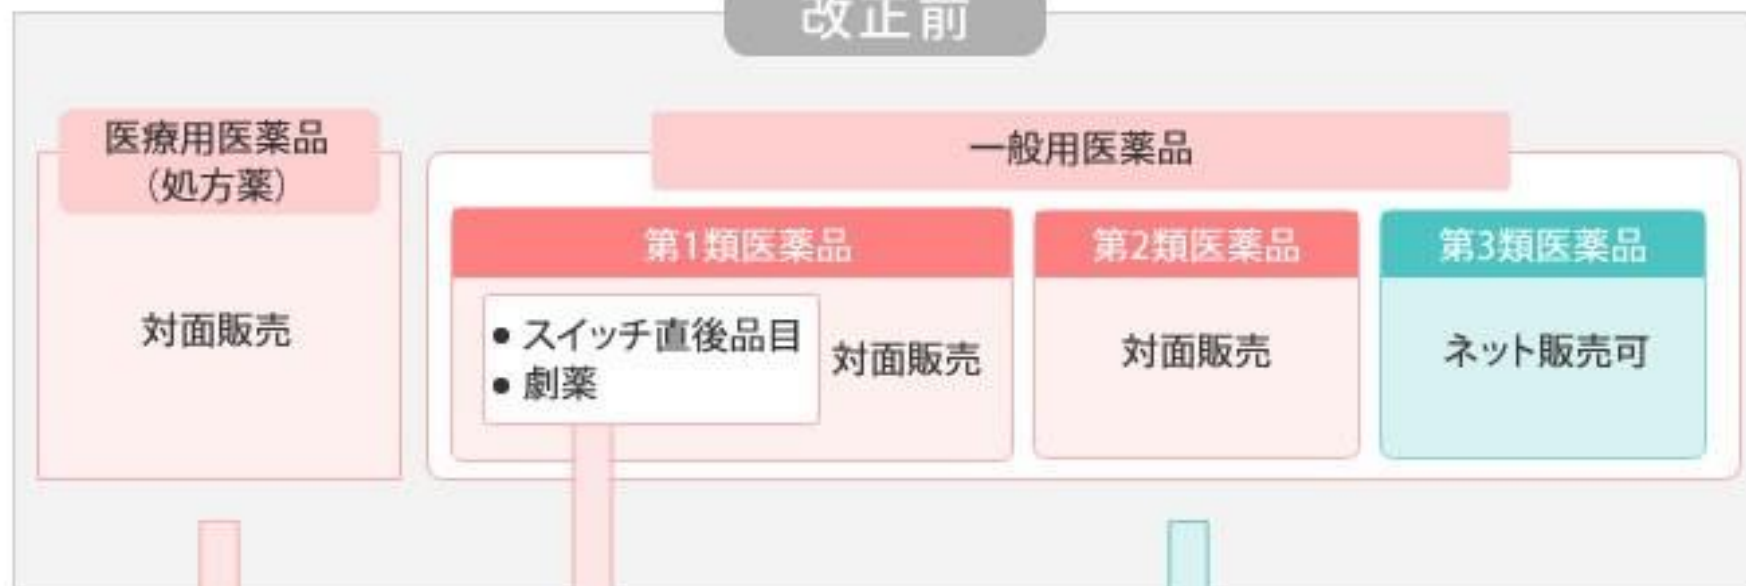 改正前
医療用医薬品
（処方薬）
対面販売
一般用医薬品
第1類医薬品
● スイッチ直後品目
● 劇薬
対面販売
第2類医薬品
対面販売
第3類医薬品
ネット販売可